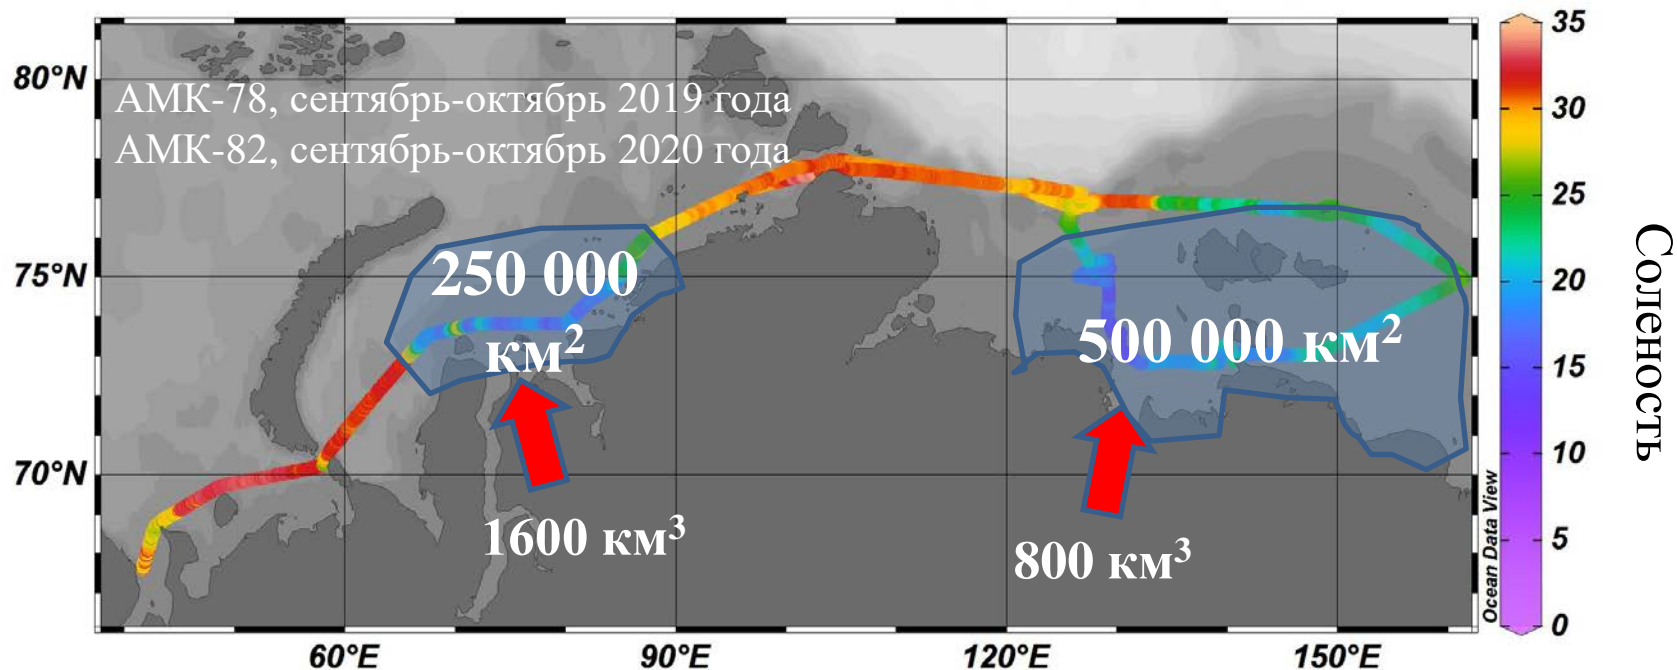 80°N
75°N
70°N
60°E
90°E
120°E
150°E
АМК-78, сентябрь-октябрь 2019 года
АМК-82, сентябрь-октябрь 2020 года
250 000
км²
500 000 км²
1600 км³
800 км³
Ocean Data View
35
30
25
20
15
10
5
0
Соленость